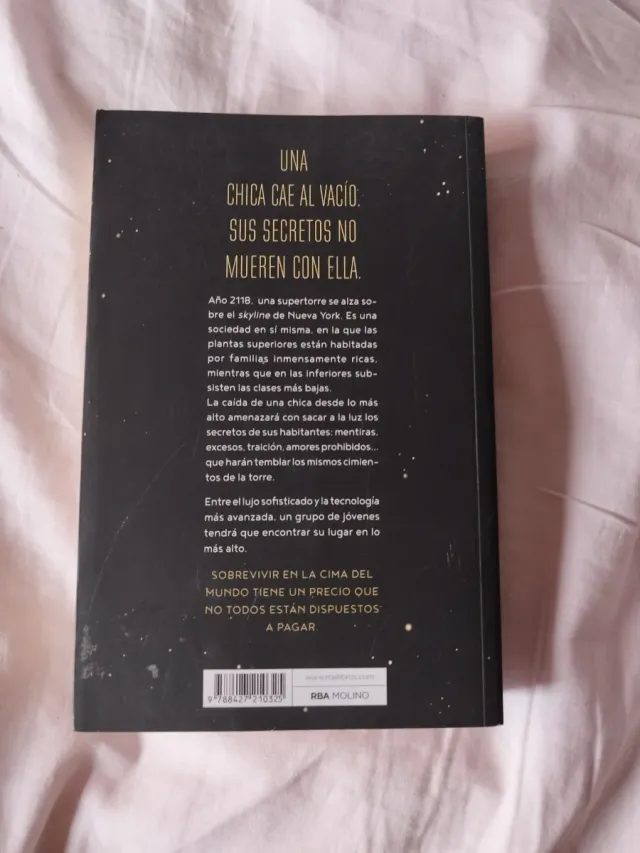 UNA
CHICA CAE AL VACÍO.
SUS SECRETOS NO
MUEREN CON ELLA.
Año 2118, una supertorre se alza so-
bre el skyline de Nueva York. Es una
sociedad en sí misma, en la que las
plantas superiores están habitadas
por familias inmensamente ricas,
mientras que en las inferiores sub-
sisten las clases más bajas.
La caída de una chica desde lo más
alto amenazará con sacar a la luz los
secretos de sus habitantes: mentiras,
excesos, traición, amores prohibidos...
que harán temblar los mismos cimien-
tos de la torre.
Entre el lujo sofisticado y la tecnología
más avanzada, un grupo de jóvenes
tendrá que encontrar su lugar en lo
más alto.
SOBREVIVIR EN LA CIMA DEL
MUNDO TIENE UN PRECIO QUE
NO TODOS ESTÁN DISPUESTOS
A PAGAR.
www.rbalibros.com
RBA MOLINO
9 788427 210325